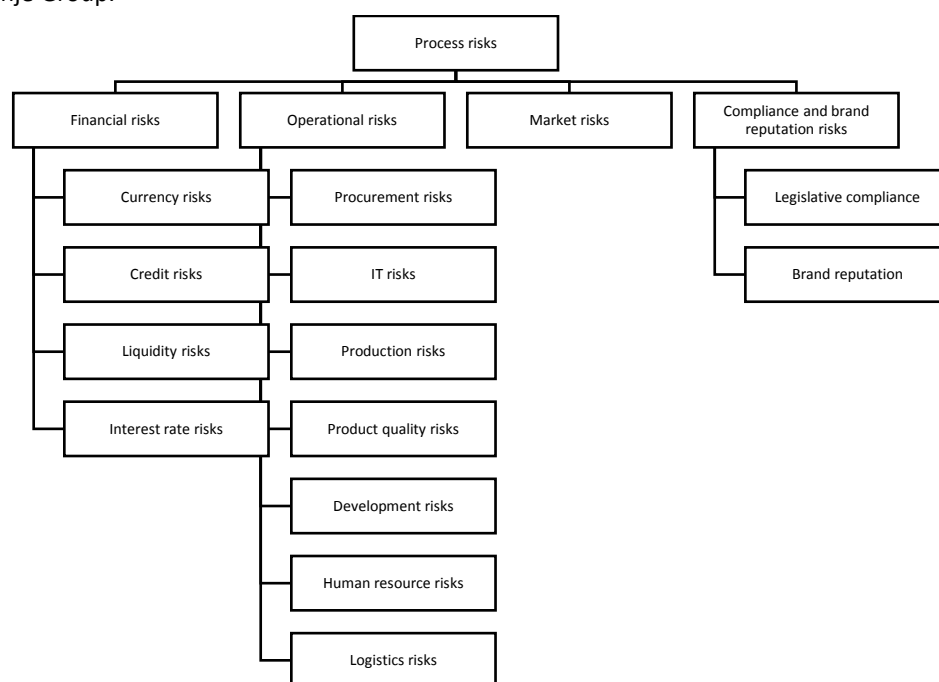 Group.
Process risks
Financial risks
Operational risks
Market risks
Compliance and brand
reputation risks
Currency risks
Procurement risks
Legislative compliance
Credit risks
IT risks
Brand reputation
Liquidity risks
Production risks
Interest rate risks
Product quality risks
Development risks
Human resource risks
Logistics risks